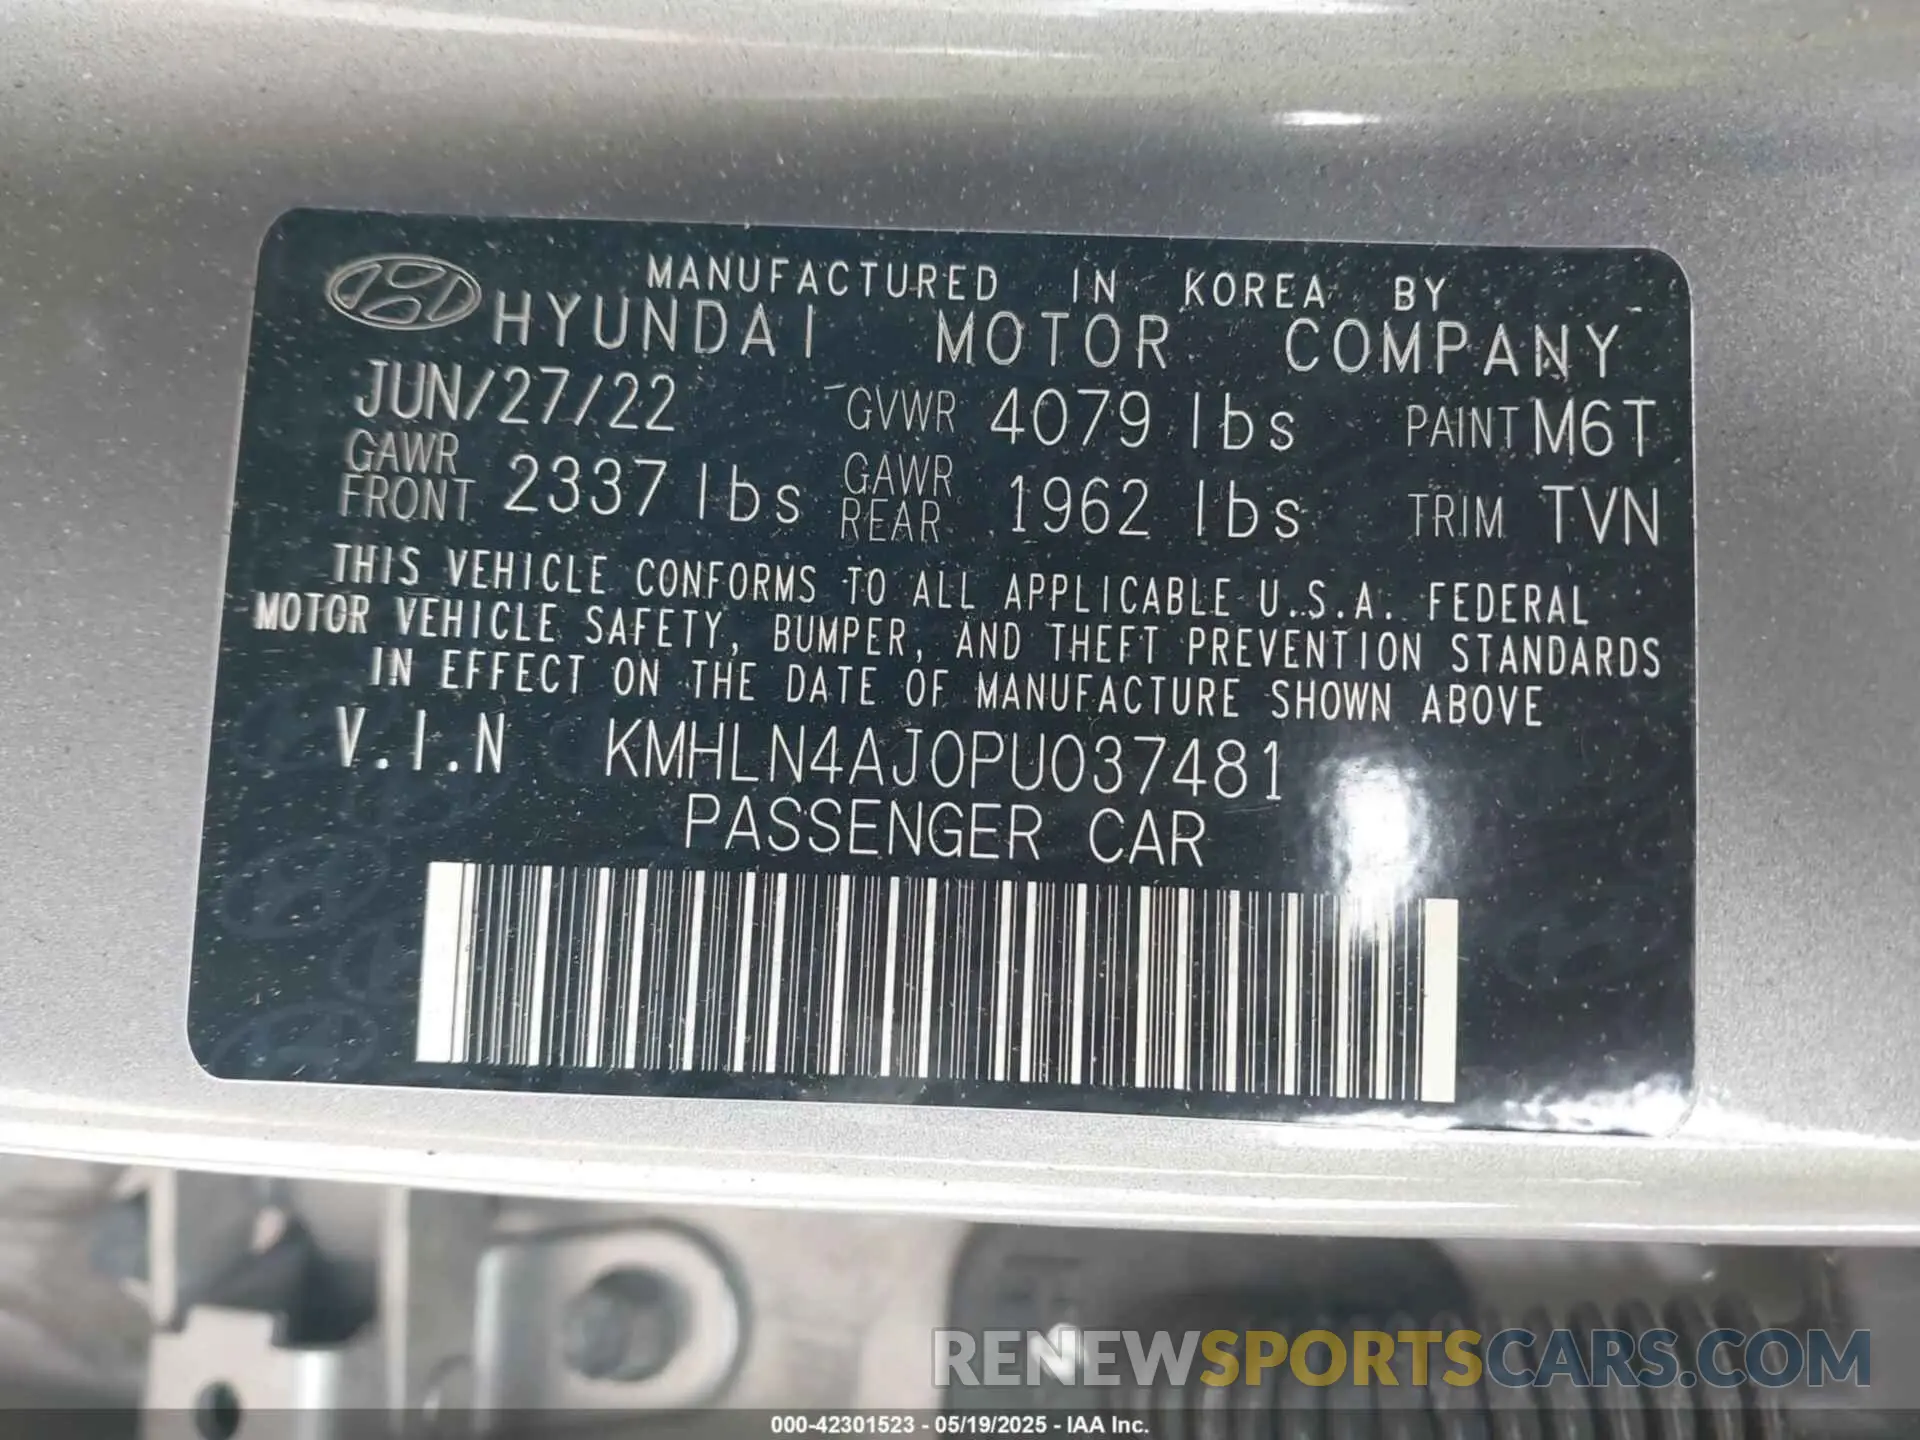 MANUFACTURED IN KOREA BY
HYUNDAI MOTOR COMPANY
JUN/27/22 GVWR 4079 lbs PAINT M6T
GAWR FRONT 2337 lbs GAWR REAR 1962 lbs TRIM TVN
THIS VEHICLE CONFORMS TO ALL APPLICABLE U.S.A. FEDERAL
MOTOR VEHICLE SAFETY, BUMPER, AND THEFT PREVENTION STANDARDS
IN EFFECT ON THE DATE OF MANUFACTURE SHOWN ABOVE
V.I.N KMHLN4AJ0PU037481
PASSENGER CAR
RENEWSPORTSCARS.COM
000-42301523 - 05/19/2025 - IAA Inc.